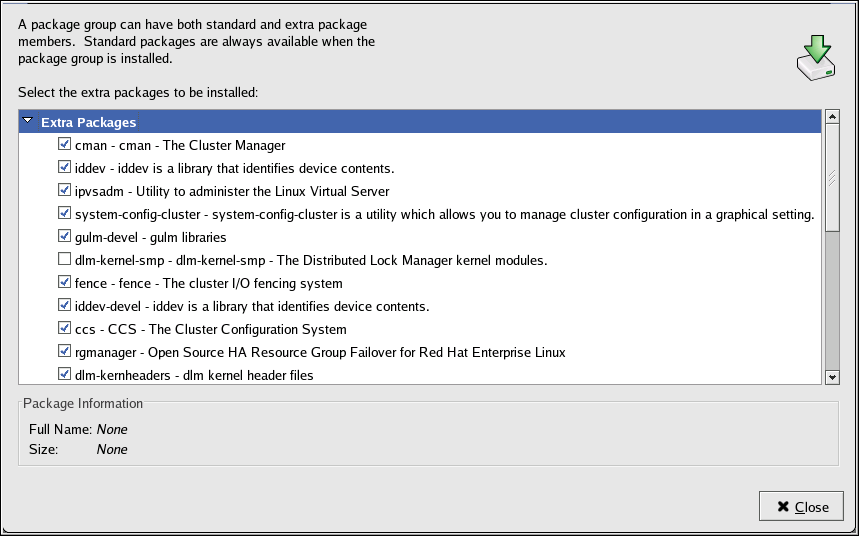 A package group can have both standard and extra package
members.  Standard packages are always available when the
package group is installed.
Select the extra packages to be installed:
Extra Packages
cman - cman - The Cluster Manager
iddev - iddev is a library that identifies device contents.
ipvsadm - Utility to administer the Linux Virtual Server
system-config-cluster - system-config-cluster is a utility which allows you to manage cluster configuration in a graphical setting.
gulm-devel - gulm libraries
dlm-kernel-smp - dlm-kernel-smp - The Distributed Lock Manager kernel modules.
fence - fence - The cluster I/O fencing system
iddev-devel - iddev is a library that identifies device contents.
ccs - CCS - The Cluster Configuration System
rgmanager - Open Source HA Resource Group Failover for Red Hat Enterprise Linux
dlm-kernheaders - dlm kernel header files
Package Information
Full Name: None
Size: None
Close